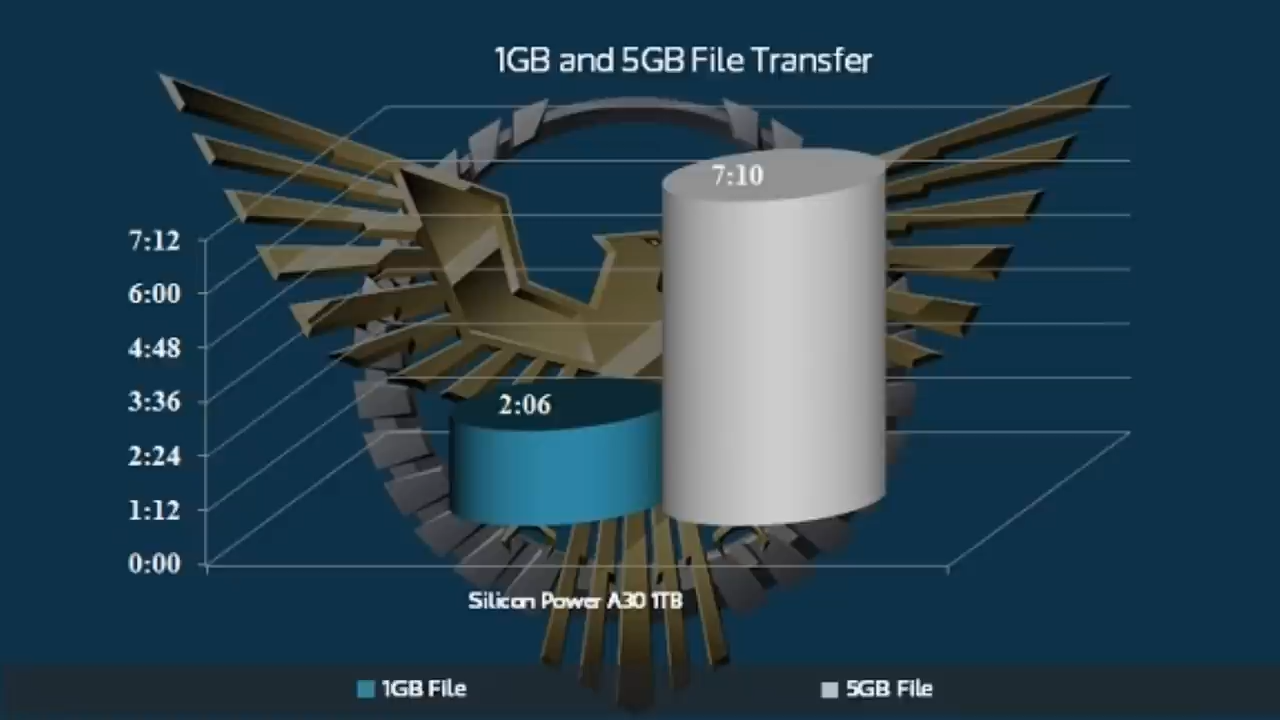 1GB and 5GB File Transfer
7:10
7:12
6:00
4:48
2:06
3:36
2:24
1:12
0:00
Silicon Power A30 1TB
1GB File
5GB File